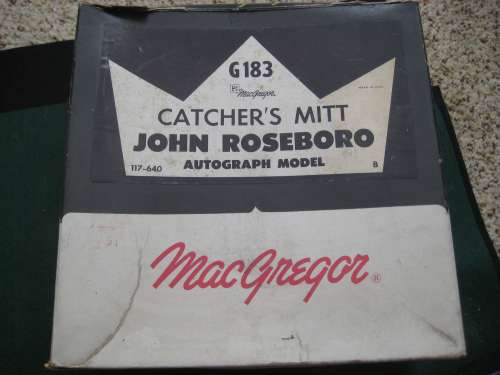 G183
MacGregor
CATCHER'S MITT
JOHN ROSEBORO
AUTOGRAPH MODEL
117-640
B
MacGregor®